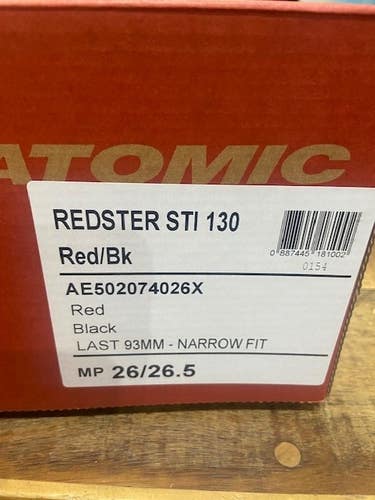 ATOMIC
REDSTER STI 130
Red/Bk
0 887445 181002
0154
AE502074026X
Red
Black
LAST 93MM - NARROW FIT
MP 26/26.5